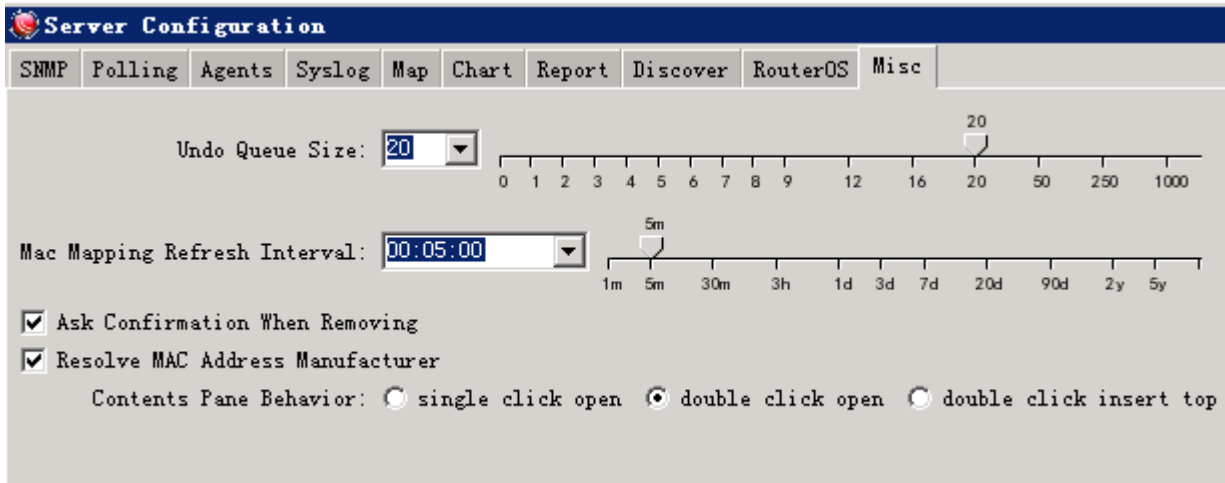 Server Configuration
SNMP Polling Agents Syslog Map Chart Report Discover RouterOS Misc
20
Undo Queue Size: 20
0 1 2 3 4 5 6 7 8 9 12 16 20 50 250 1000
5m
Mac Mapping Refresh Interval: 00:05:00
1m 5m 30m 3h 1d 3d 7d 20d 90d 2y 5y
Ask Confirmation When Removing
Resolve MAC Address Manufacturer
Contents Pane Behavior: single click open double click open double click insert top